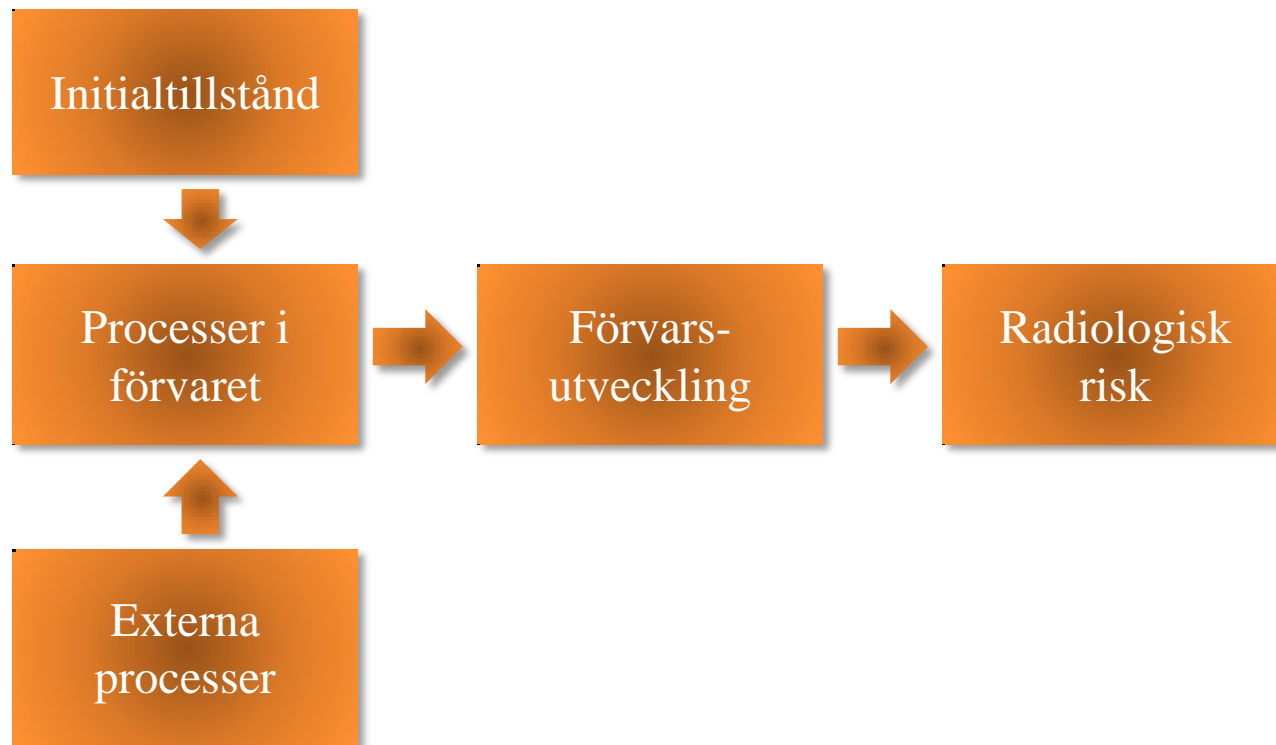 Initialtillstånd
Processer i
förvaret
Förvars-
utveckling
Radiologisk
risk
Externa
processer